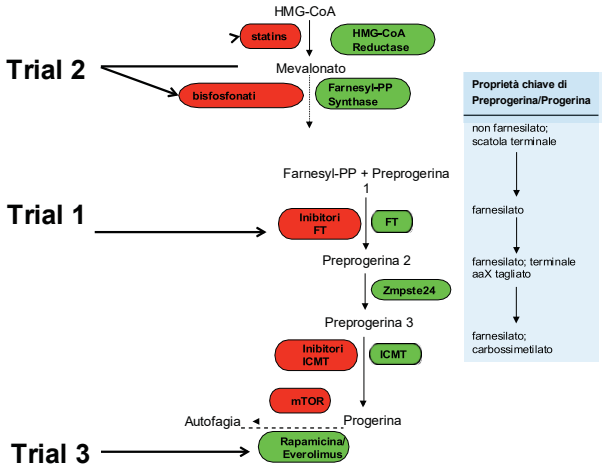 HMG-CoA
statins
HMG-CoA
Reductase
Trial 2
Mevalonato
bisfosfonati
Farnesyl-PP
Synthase
Proprietà chiave di
Preprogerina/Progerina
non farnesilato;
scatola terminale
Farnesyl-PP + Preprogerina
1
Trial 1
Inibitori
FT
FT
farnesilato
Preprogerina 2
farnesilato; terminale
aaX tagliato
Zmpste24
Preprogerina 3
Inibitori
ICMT
ICMT
farnesilato;
carbossimetilato
mTOR
Autofagia
Progerina
Trial 3
Rapamicina/
Everolimus